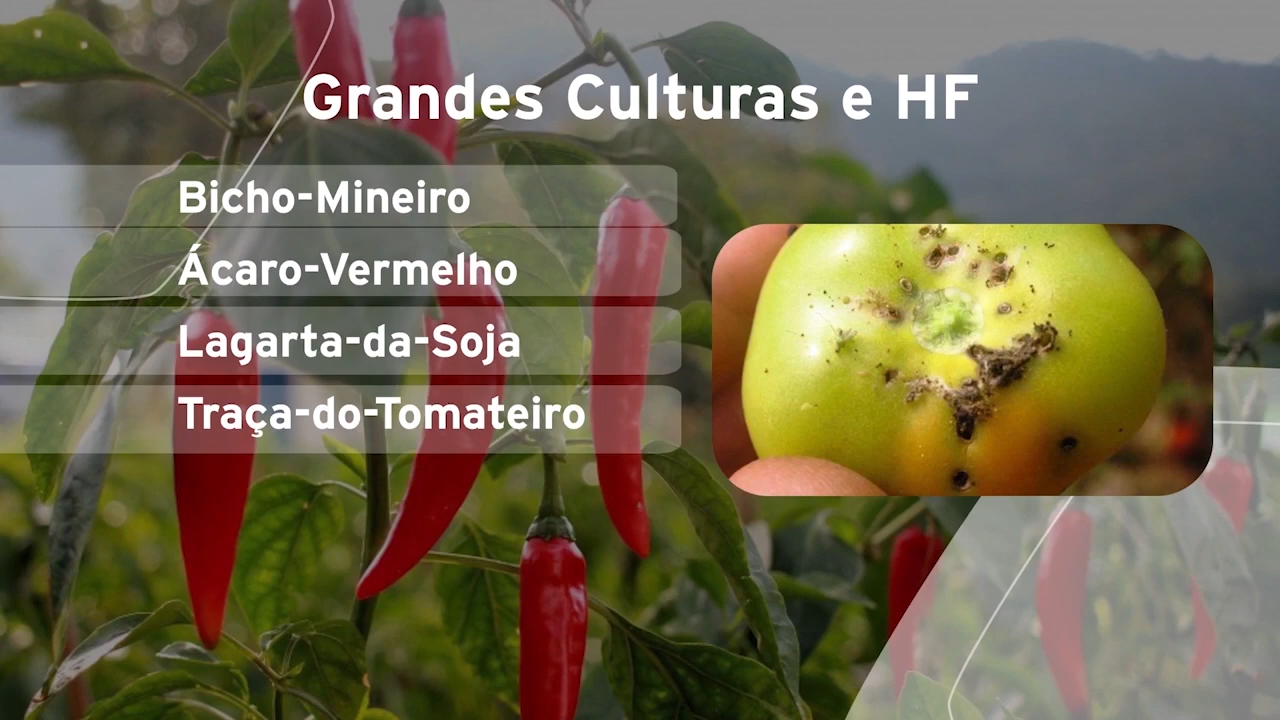 Grandes Culturas e HF
Bicho-Mineiro
Ácaro-Vermelho
Lagarta-da-Soja
Traça-do-Tomateiro